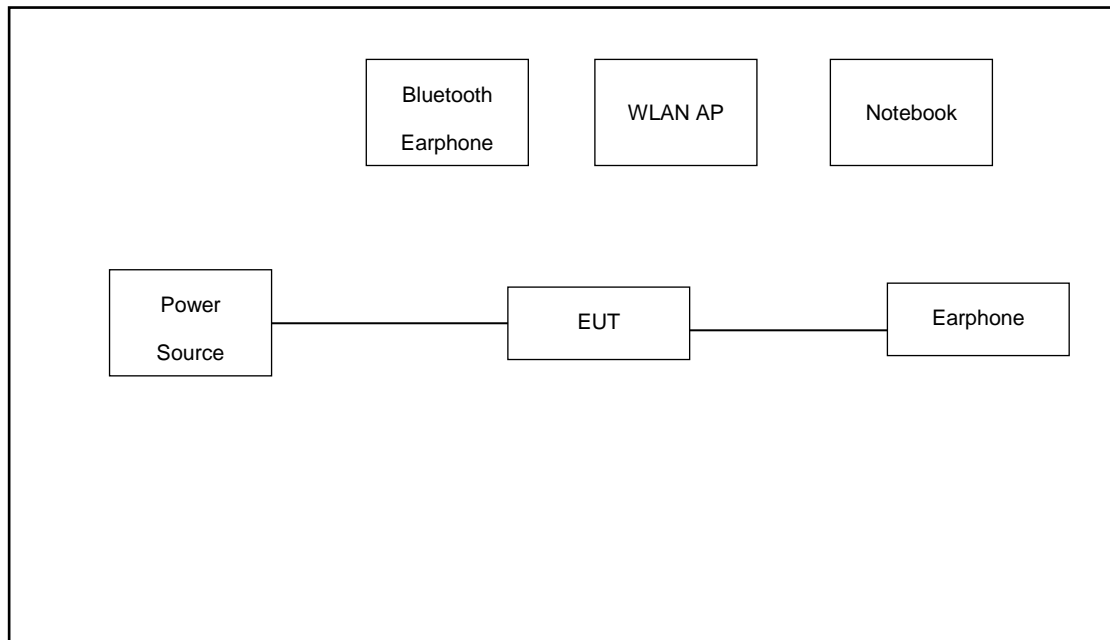 Bluetooth
Earphone
WLAN AP
Notebook
Power
Source
EUT
Earphone